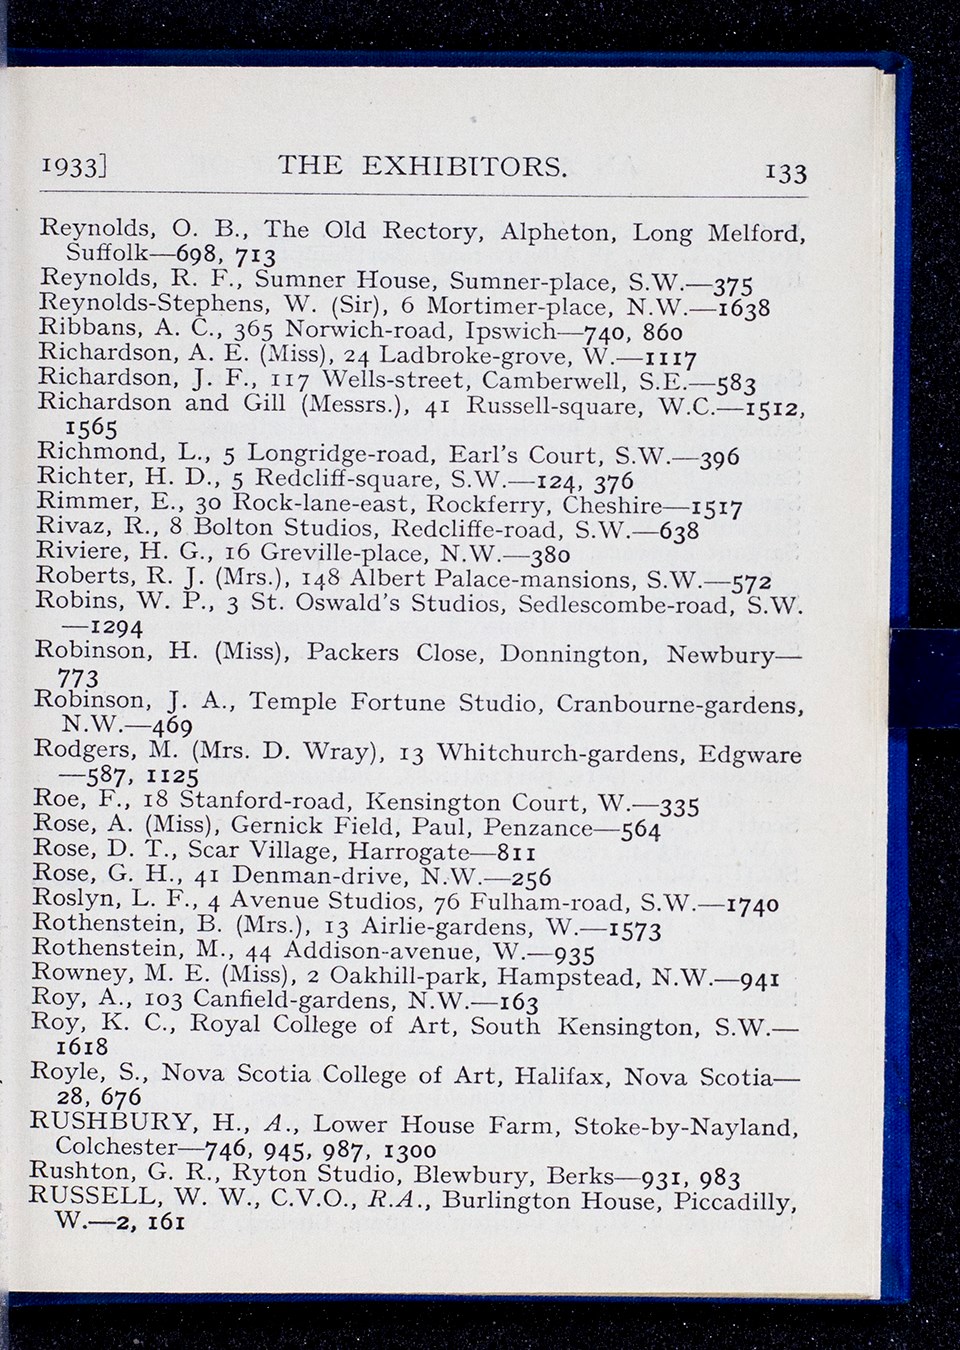 1933]
THE EXHIBITORS.
133
Reynolds, O. B., The Old Rectory, Alpheton, Long Melford,
Suffolk—698, 713
Reynolds, R. F., Sumner House, Sumner-place, S.W.—375
Reynolds-Stephens, W. (Sir), 6 Mortimer-place, N.W.—1638
Ribbans, A. C., 365 Norwich-road, Ipswich—740, 860
Richardson, A. E. (Miss), 24 Ladbroke-grove, W.—1117
Richardson, J. F., 117 Wells-street, Camberwell, S.E.—583
Richardson and Gill (Messrs.), 41 Russell-square, W.C.—1512,
1565
Richmond, L., 5 Longridge-road, Earl's Court, S.W.—396
Richter, H. D., 5 Redcliff-square, S.W.—124, 376
Rimmer, E., 30 Rock-lane-east, Rockferry, Cheshire—1517
Rivaz, R., 8 Bolton Studios, Redcliffe-road, S.W.—638
Riviere, H. G., 16 Greville-place, N.W.—380
Roberts, R. J. (Mrs.), 148 Albert Palace-mansions, S.W.—572
Robins, W. P., 3 St. Oswald's Studios, Sedlescombe-road, S.W.
—1294
Robinson, H. (Miss), Packers Close, Donnington, Newbury—
773
Robinson, J. A., Temple Fortune Studio, Cranbourne-gardens,
N.W.—469
Rodgers, M. (Mrs. D. Wray), 13 Whitchurch-gardens, Edgware
—587, 1125
Roe, F., 18 Stanford-road, Kensington Court, W.—335
Rose, A. (Miss), Gernick Field, Paul, Penzance—564
Rose, D. T., Scar Village, Harrogate—811
Rose, G. H., 41 Denman-drive, N.W.—256
Roslyn, L. F., 4 Avenue Studios, 76 Fulham-road, S.W.—1740
Rothenstein, B. (Mrs.), 13 Airlie-gardens, W.—1573
Rothenstein, M., 44 Addison-avenue, W.—935
Rowney, M. E. (Miss), 2 Oakhill-park, Hampstead, N.W.—941
Roy, A., 103 Canfield-gardens, N.W.—163
Roy, K. C., Royal College of Art, South Kensington, S.W.—
1618
Royle, S., Nova Scotia College of Art, Halifax, Nova Scotia—
28, 676
RUSHBURY, H., A., Lower House Farm, Stoke-by-Nayland,
Colchester—746, 945, 987, 1300
Rushton, G. R., Ryton Studio, Blewbury, Berks—931, 983
RUSSELL, W. W., C.V.O., R.A., Burlington House, Piccadilly,
W.—2, 161